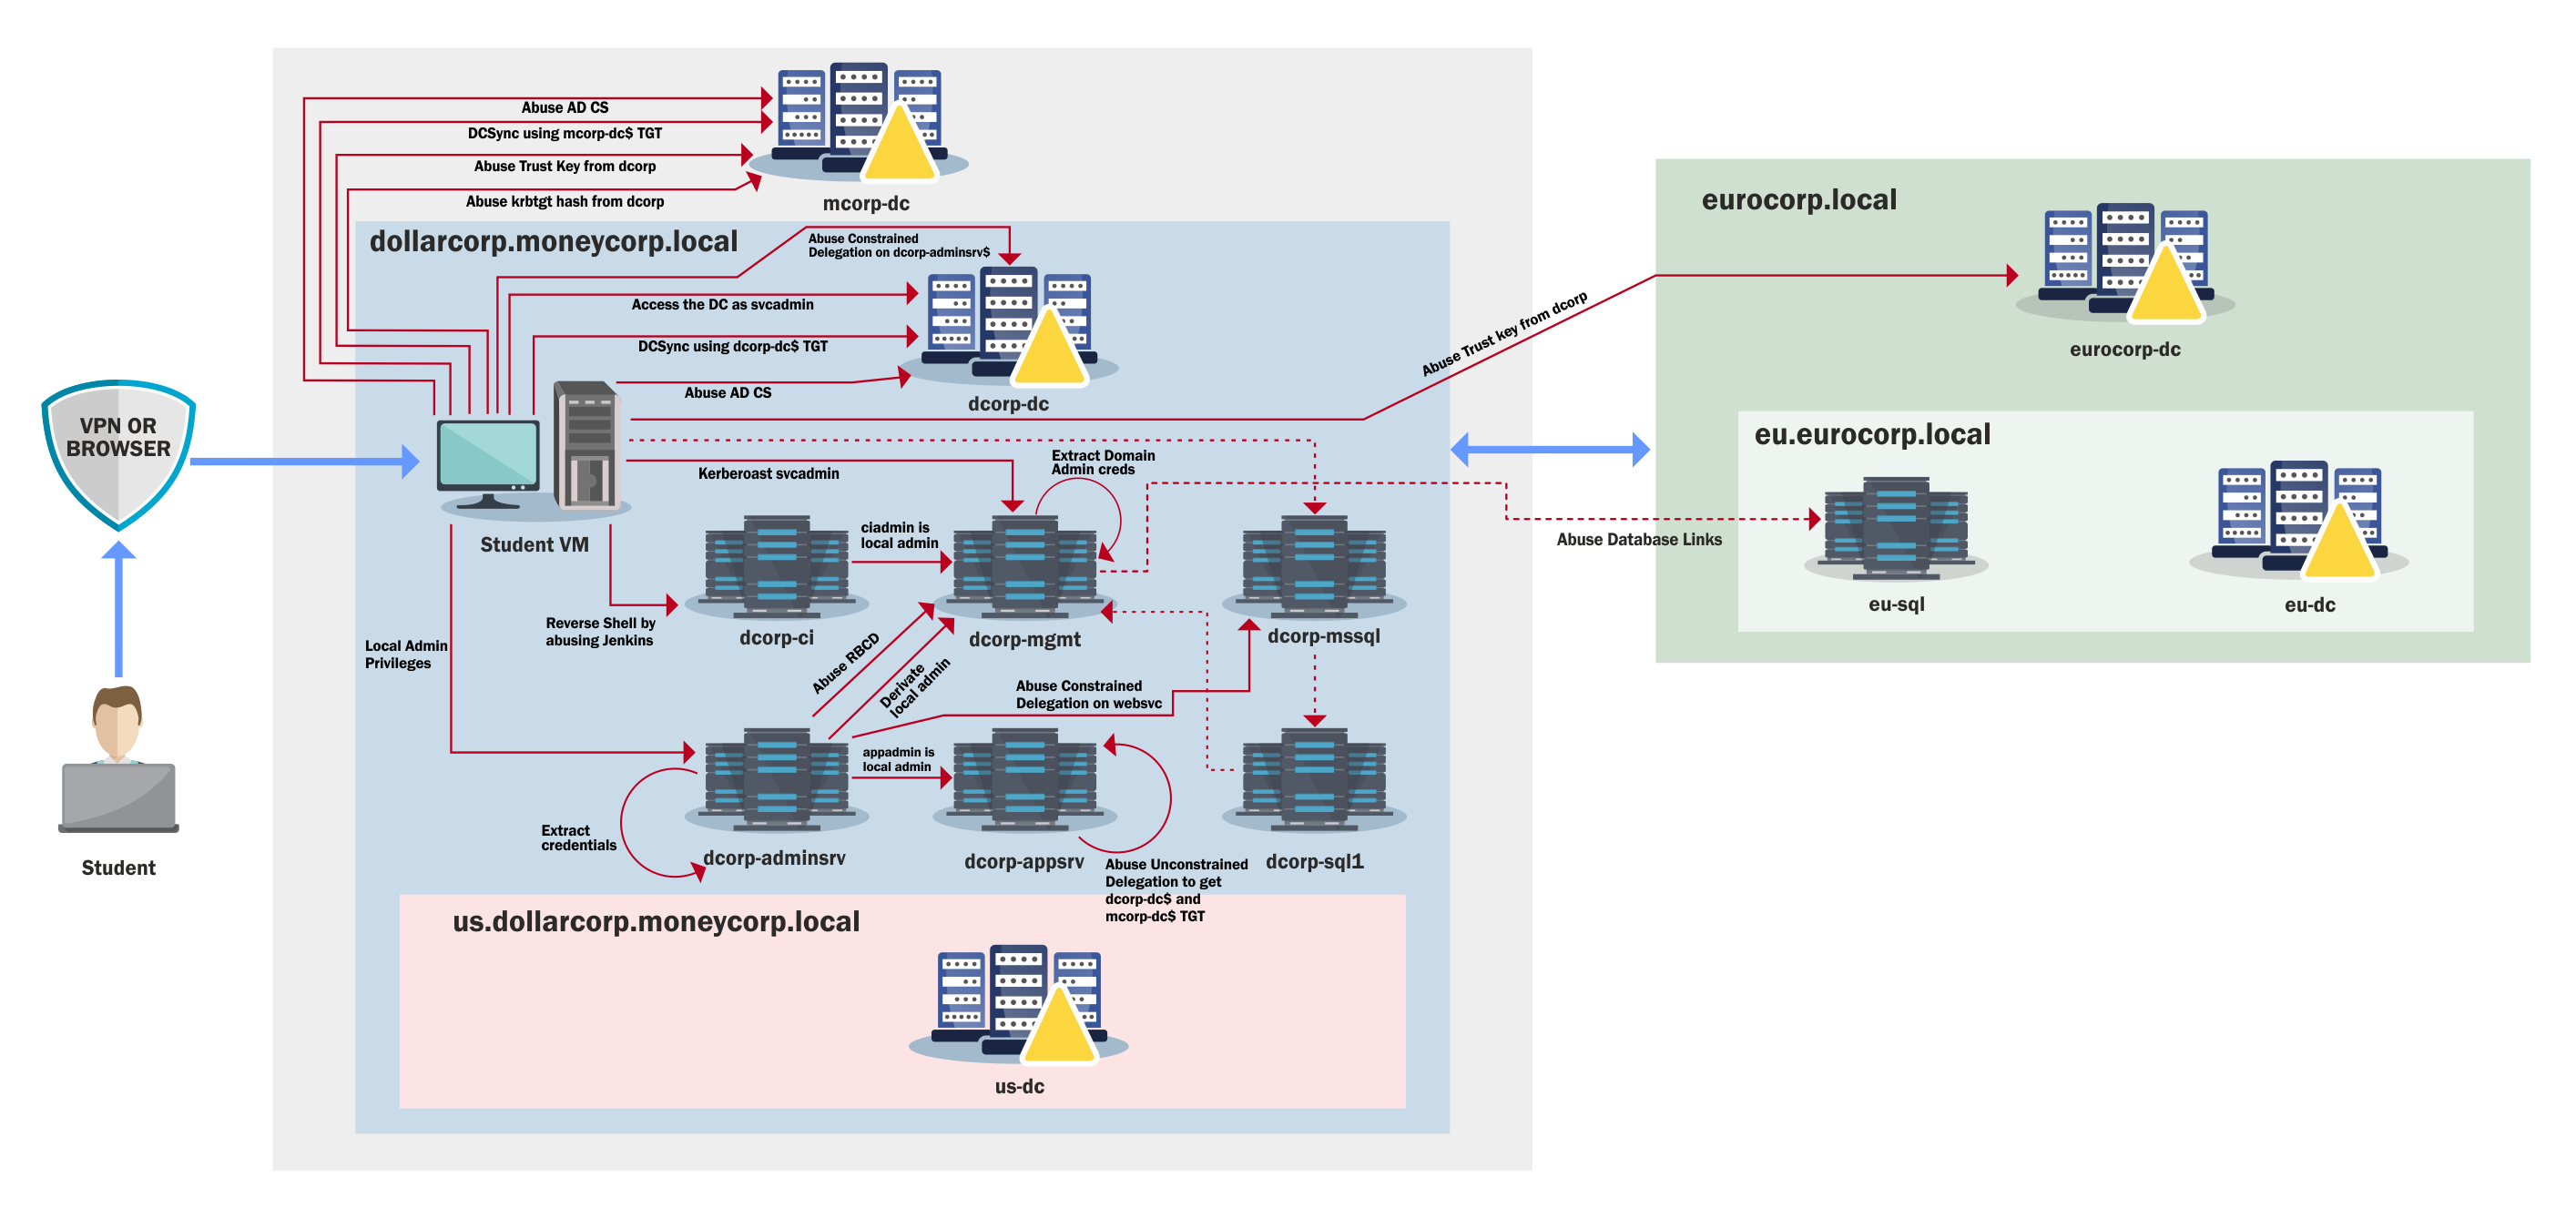 Abuse AD CS
DCSync using mcorp-dc$ TGT
Abuse Trust Key from dcorp
Abuse krbtgt hash from dcorp
mcorp-dc
dollarcorp.moneycorp.local
Abuse Constrained
Delegation on dcorp-adminsrv$
Access the DC as svcadmin
DCSync using dcorp-dc$ TGT
Abuse AD CS
dcorp-dc
Abuse Trust key from dcorp
eurocorp.local
eurocorp-dc
eu.eurocorp.local
eu-sql
eu-dc
Abuse Database Links
VPN OR
BROWSER
Student VM
Kerberoast svcadmin
Extract Domain
Admin creds
ciadmin is
local admin
Reverse Shell by
abusing Jenkins
dcorp-ci
dcorp-mgmt
dcorp-mssql
Local Admin
Privileges
Abuse RBCD
Derivate
local admin
Abuse Constrained
Delegation on websvc
appadmin is
local admin
Extract
credentials
dcorp-adminsrv
dcorp-appsrv
dcorp-sql1
Abuse Unconstrained
Delegation to get
dcorp-dc$ and
mcorp-dc$ TGT
Student
us.dollarcorp.moneycorp.local
us-dc